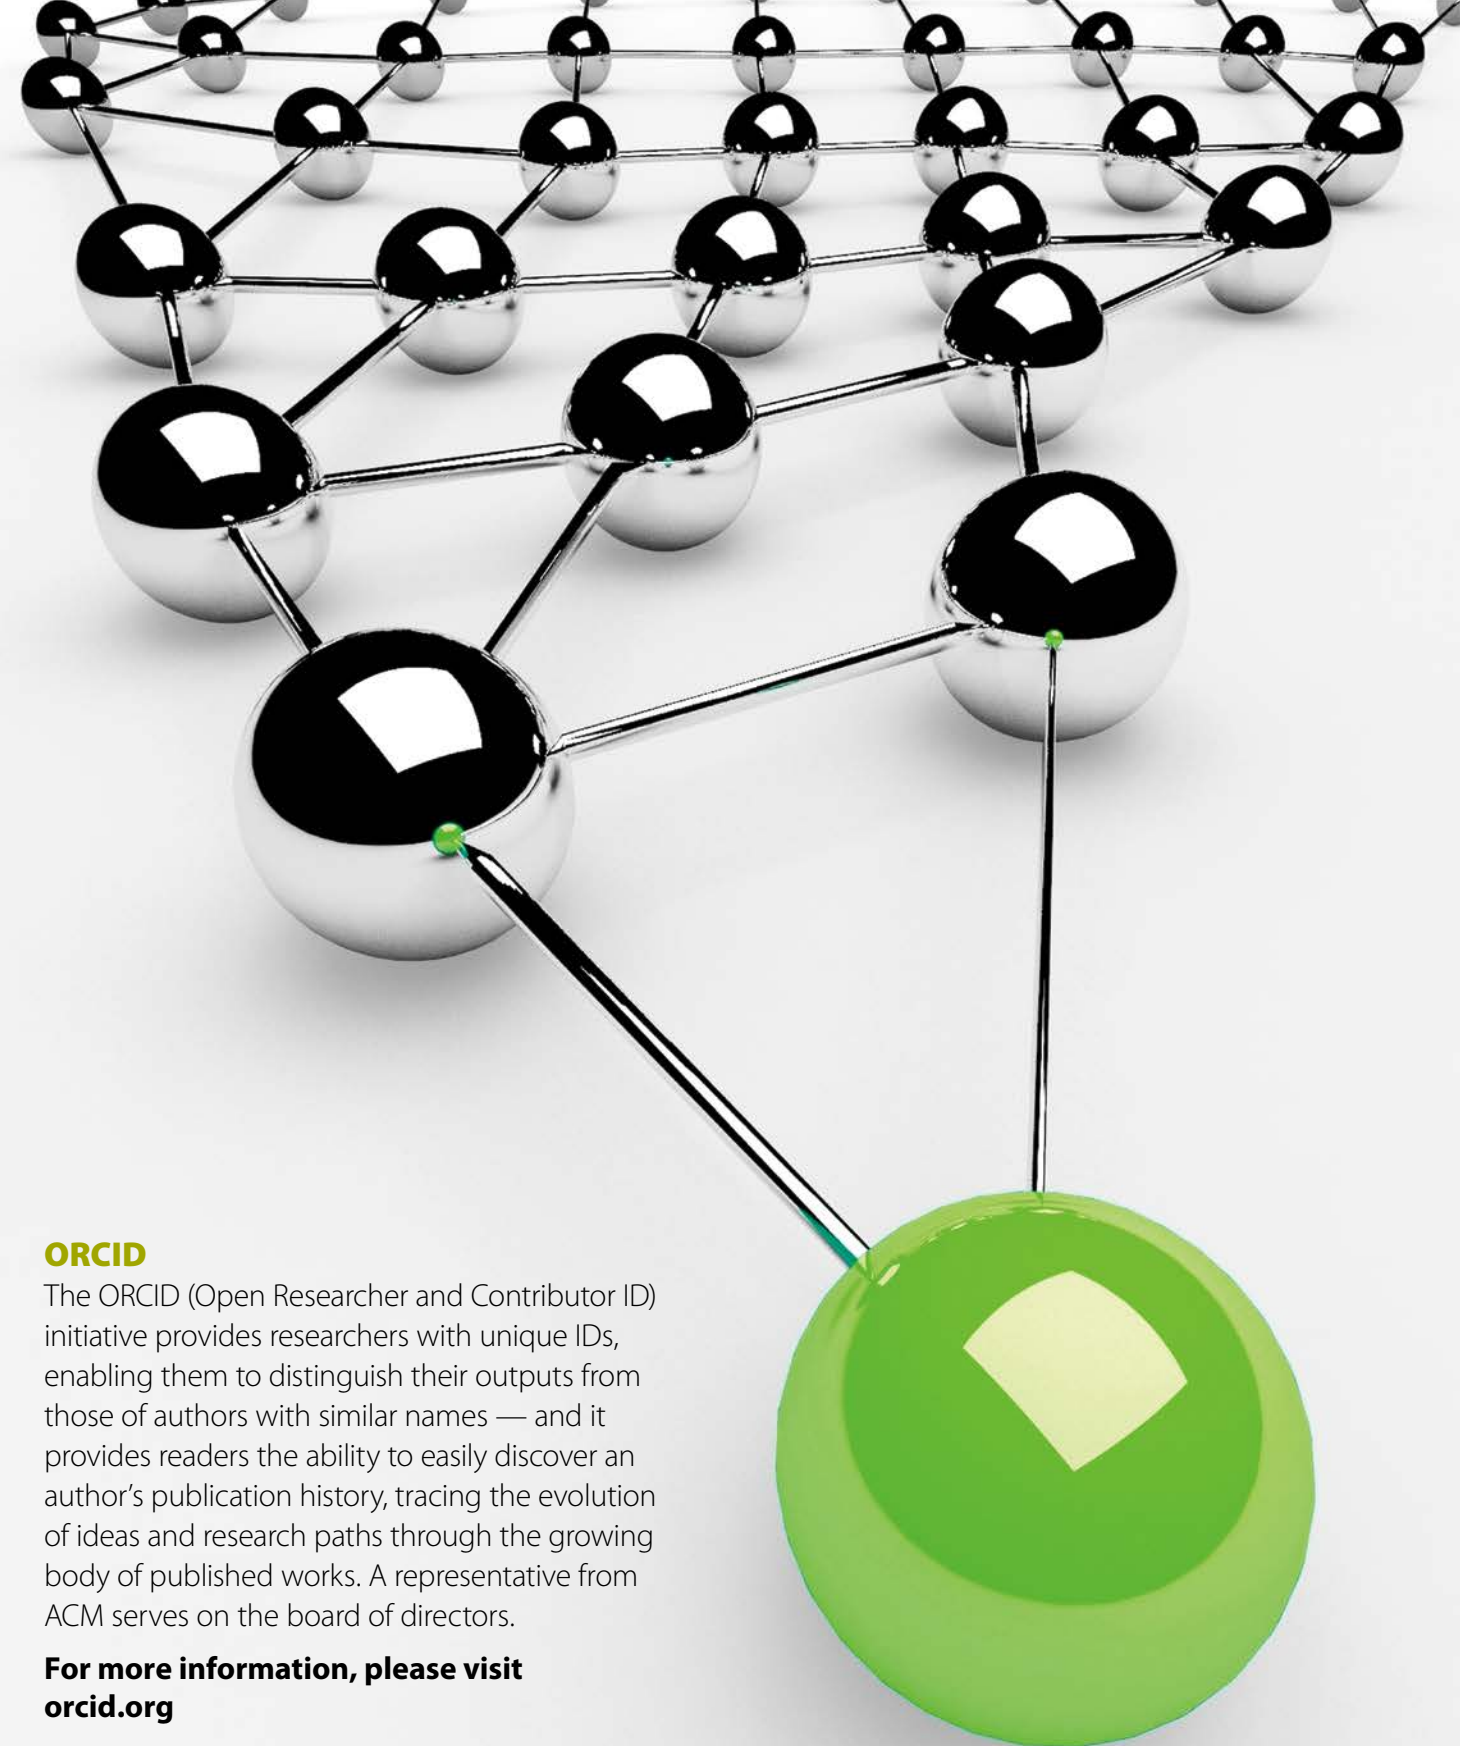 ORCID
The ORCID (Open Researcher and Contributor ID)
initiative provides researchers with unique IDs,
enabling them to distinguish their outputs from
those of authors with similar names — and it
provides readers the ability to easily discover an
author’s publication history, tracing the evolution
of ideas and research paths through the growing
body of published works. A representative from
ACM serves on the board of directors.
For more information, please visit
orcid.org